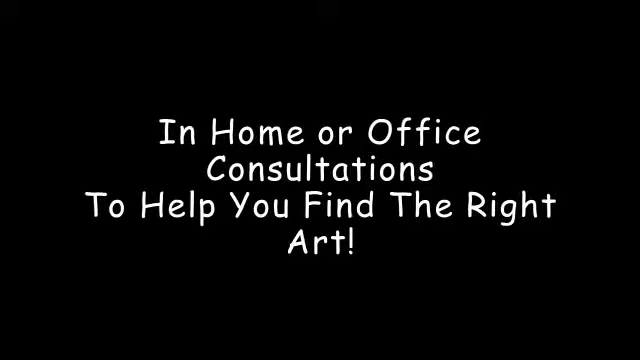 In Home or Office
Consultations
To Help You Find The Right
Art!